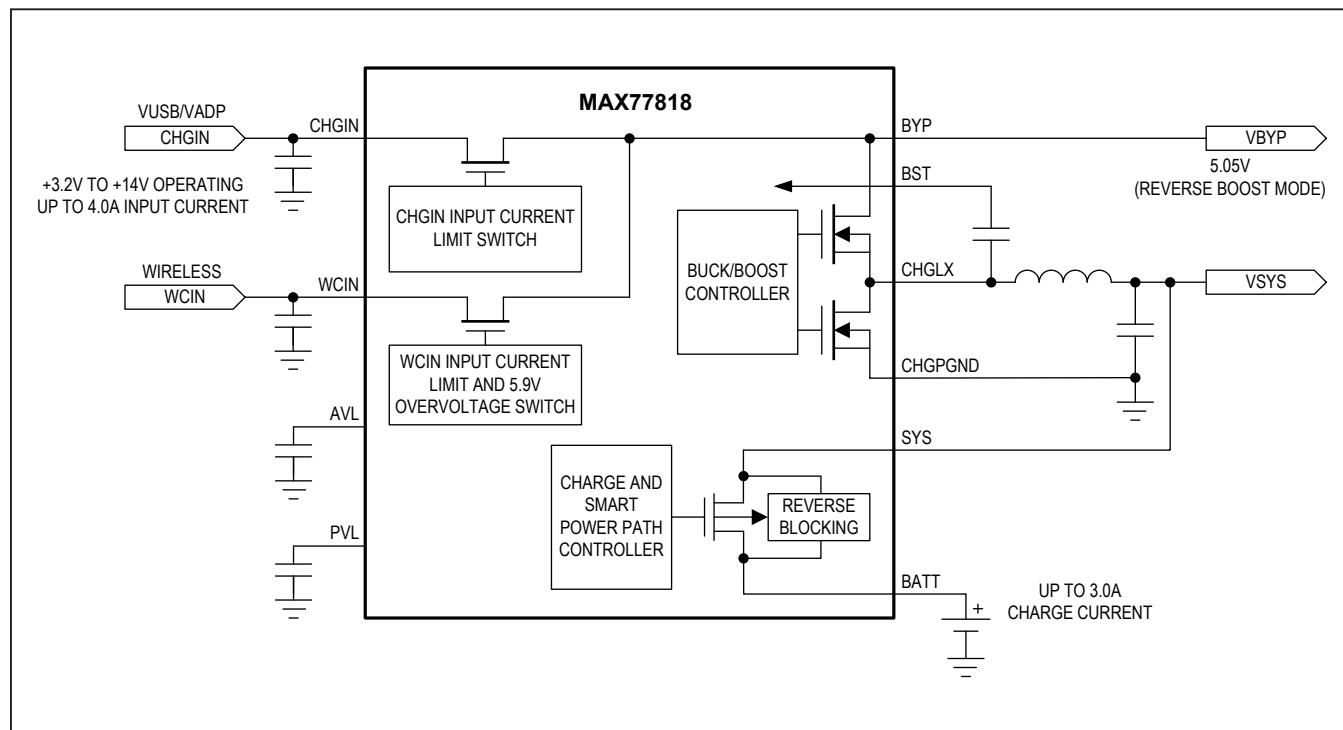 MAX77818
VUSB/VADP
CHGIN
CHGIN
+3.2V TO +14V OPERATING
UP TO 4.0A INPUT CURRENT
CHGIN INPUT CURRENT
LIMIT SWITCH
WIRELESS
WCIN
WCIN
WCIN INPUT CURRENT
LIMIT AND 5.9V
OVERVOLTAGE SWITCH
AVL
PVL
BYP
VBYP
5.05V
(REVERSE BOOST MODE)
BST
BUCK/BOOST
CONTROLLER
CHGLX
VSYS
CHGPGND
SYS
CHARGE AND
SMART
POWER PATH
CONTROLLER
REVERSE
BLOCKING
BATT
+
UP TO 3.0A
CHARGE CURRENT